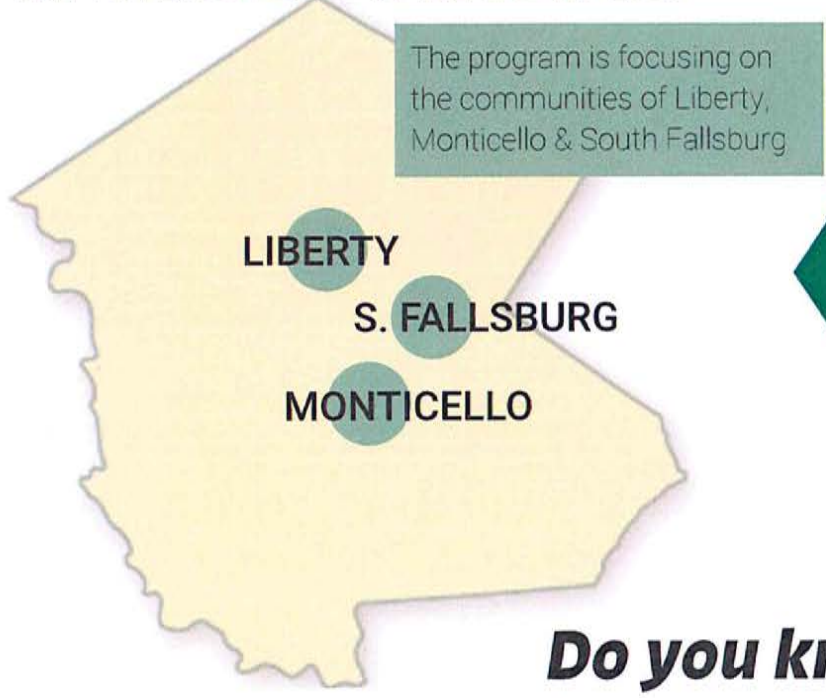 The program is focusing on
the communities of Liberty,
Monticello & South Fallsburg
LIBERTY
S. FALLSBURG
MONTICELLO
Do you